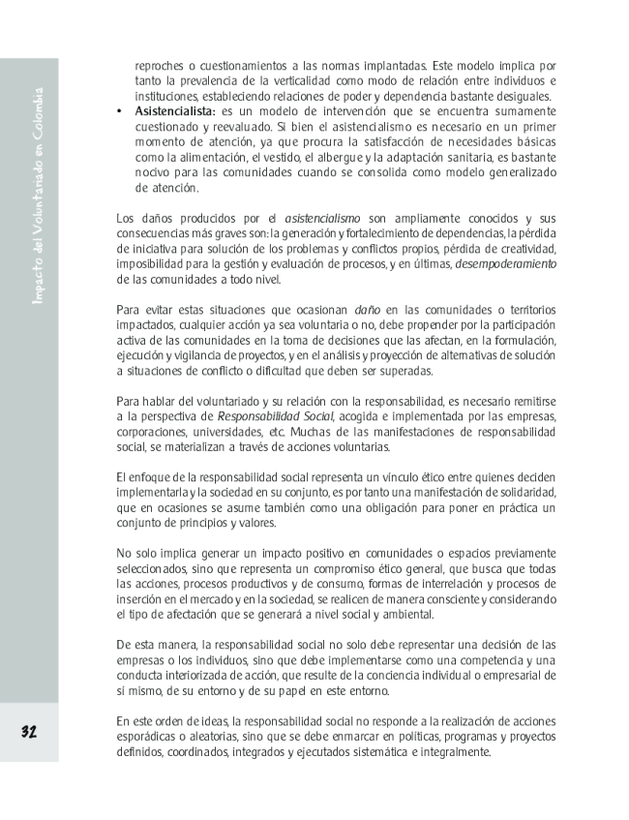 reproches o cuestionamientos a las normas implantadas. Este modelo implica por
tanto la prevalencia de la verticalidad como modo de relación entre individuos e
instituciones, estableciendo relaciones de poder y dependencia bastante desiguales.
• Asistencialista: es un modelo de intervención que se encuentra sumamente
cuestionado y reevaluado. Si bien el asistencialismo es necesario en un primer
momento de atención, ya que procura la satisfacción de necesidades básicas
como la alimentación, el vestido, el albergue y la adaptación sanitaria, es bastante
nocivo para las comunidades cuando se consolida como modelo generalizado
de atención.
Los daños producidos por el asistencialismo son ampliamente conocidos y sus
consecuencias más graves son: la generación y fortalecimiento de dependencias, la pérdida
de iniciativa para solución de los problemas y conflictos propios, pérdida de creatividad,
imposibilidad para la gestión y evaluación de procesos, y en últimas, desempoderamiento
de las comunidades a todo nivel.
Para evitar estas situaciones que ocasionan daño en las comunidades o territorios
impactados, cualquier acción ya sea voluntaria o no, debe propender por la participación
activa de las comunidades en la toma de decisiones que las afectan, en la formulación,
ejecución y vigilancia de proyectos, y en el análisis y proyección de alternativas de solución
a situaciones de conflicto o dificultad que deben ser superadas.
Para hablar del voluntariado y su relación con la responsabilidad, es necesario remitirse
a la perspectiva de Responsabilidad Social, acogida e implementada por las empresas,
corporaciones, universidades, etc. Muchas de las manifestaciones de responsabilidad
social, se materializan a través de acciones voluntarias.
El enfoque de la responsabilidad social representa un vínculo ético entre quienes deciden
implementarla y la sociedad en su conjunto, es por tanto una manifestación de solidaridad,
que en ocasiones se asume también como una obligación para poner en práctica un
conjunto de principios y valores.
No solo implica generar un impacto positivo en comunidades o espacios previamente
seleccionados, sino que representa un compromiso ético general, que busca que todas
las acciones, procesos productivos y de consumo, formas de interrelación y procesos de
inserción en el mercado y en la sociedad, se realicen de manera consciente y considerando
el tipo de afectación que se generará a nivel social y ambiental.
De esta manera, la responsabilidad social no solo debe representar una decisión de las
empresas o los individuos, sino que debe implementarse como una competencia y una
conducta interiorizada de acción, que resulte de la conciencia individual o empresarial de
sí mismo, de su entorno y de su papel en este entorno.
En este orden de ideas, la responsabilidad social no responde a la realización de acciones
esporádicas o aleatorias, sino que se debe enmarcar en políticas, programas y proyectos
definidos, coordinados, integrados y ejecutados sistemática e integralmente.
Impacto del Voluntariado en Colombia
32